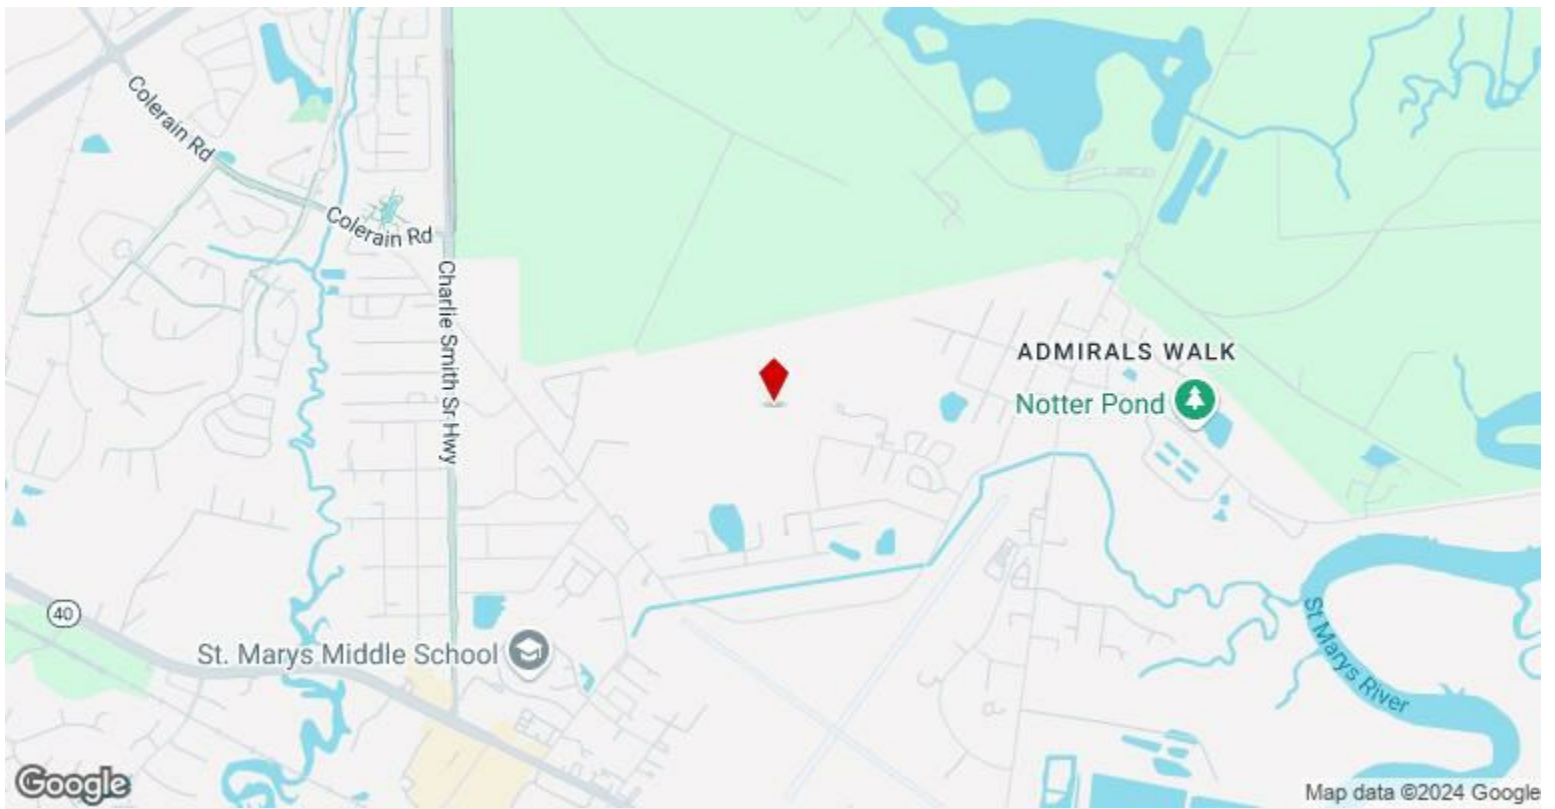 Colerain Rd
Colerain Rd
Charlie Smith Sr Hwy
ADMIRALS WALK
Notter Pond
40
St. Marys Middle School
St Marys River
Google
Map data ©2024 Google